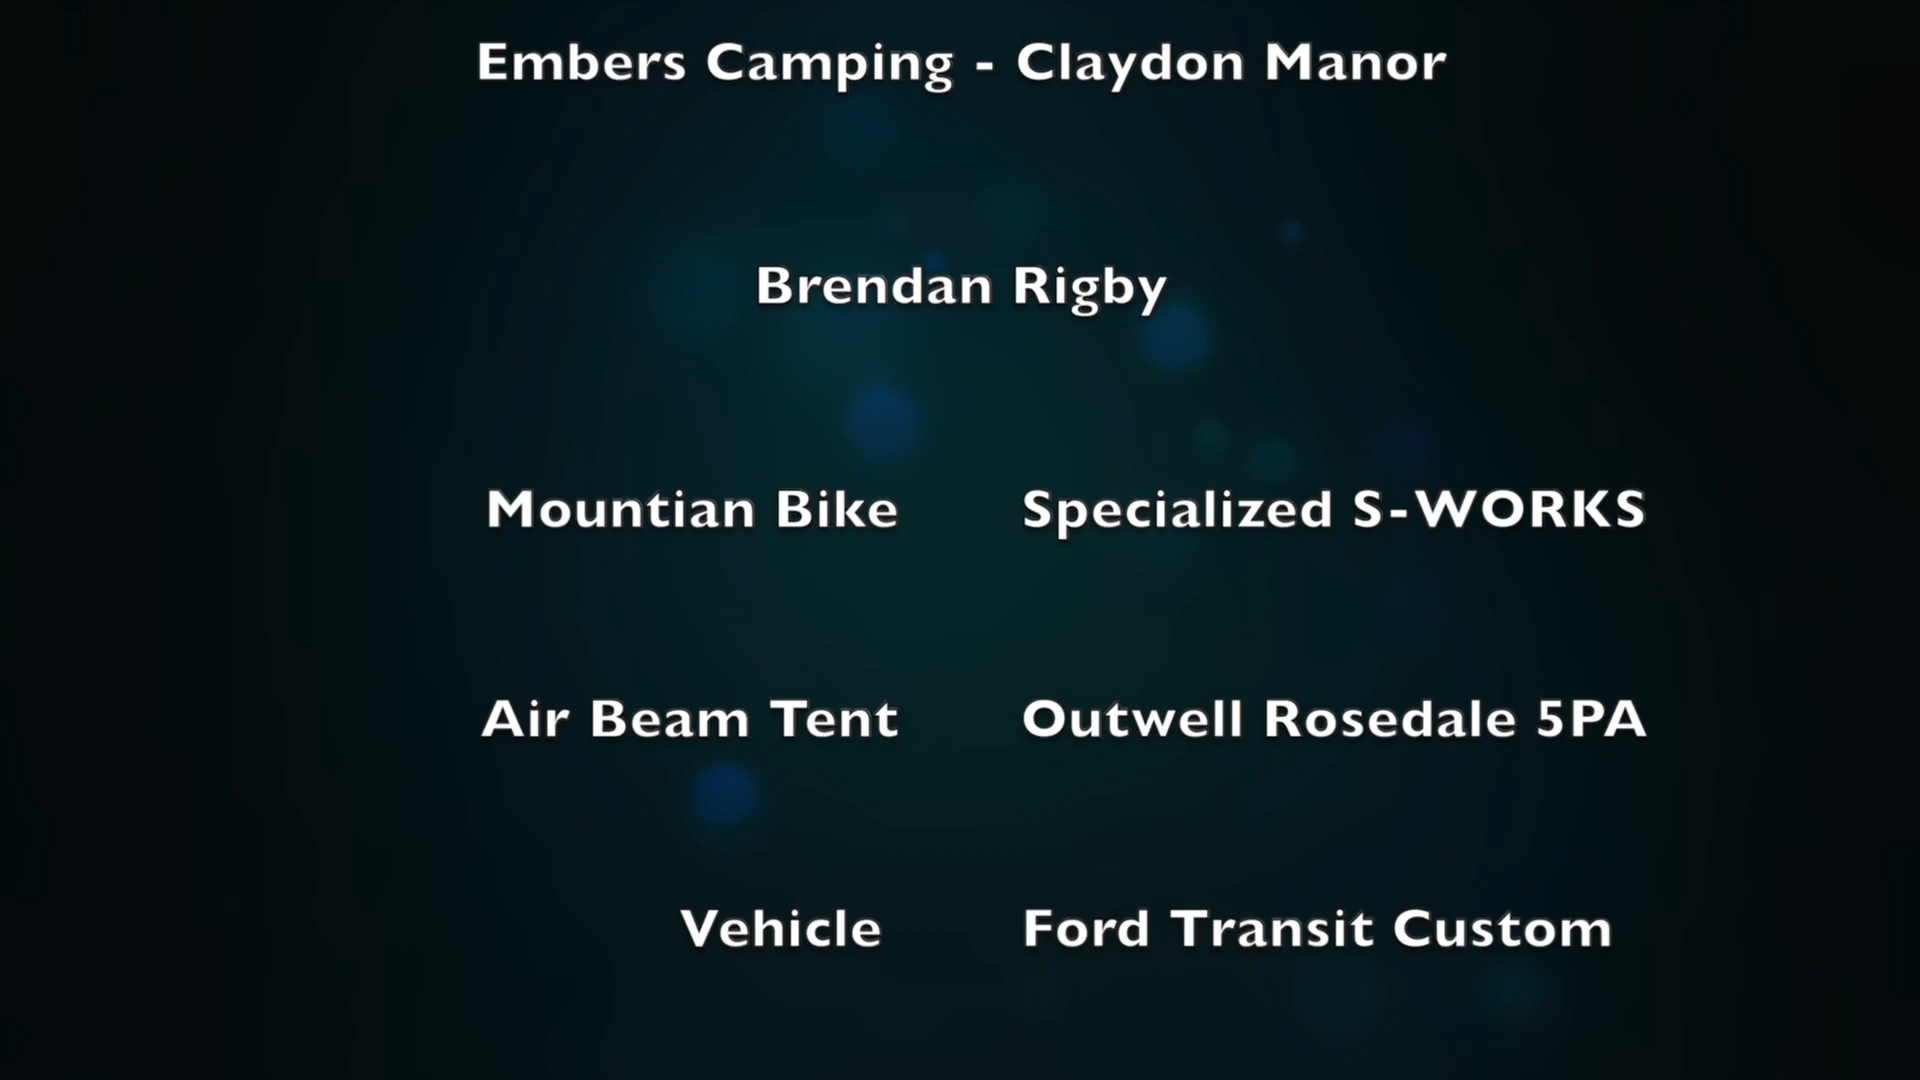 Embers Camping - Claydon Manor
Brendan Rigby
Mountian Bike Specialized S-WORKS
Air Beam Tent Outwell Rosedale 5PA
Vehicle Ford Transit Custom